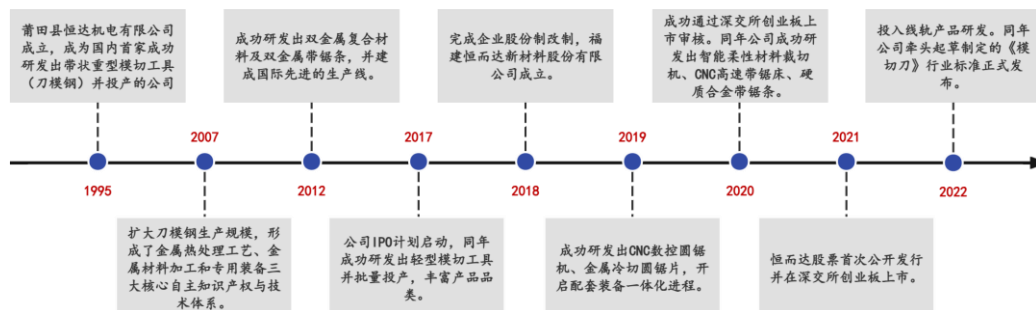 莆田县恒达机电有限公司
成立，成为国内首家成功
研发出带状重型模切工具
（刀模钢）并投产的公司
成功研发出双金属复合材
料及双金属带锯条，并建
成国际先进的生产线。
完成企业股份制改制，福建
恒而达新材料股份有限
公司成立。
成功通过深交所创业板上
市审核。同年公司成功研
发出智能柔性材料裁切
机、CNC高速带锯床、硬
质合金带锯条。
投入线轨产品研发。同年
公司牵头起草制定的《模
切刀》行业标准正式发
布。
2007
2017
2019
2021
1995
2012
2018
2020
2022
扩大刀模钢生产规模，形
成了金属热处理工艺、金
属材料加工和专用装备三
大核心自主知识产权与技
术体系。
公司IPO计划启动，同年
成功研发出轻型模切工具
并批量投产，丰富产品品
类。
成功研发出CNC数控圆锯
机、金属冷切圆锯片，开
启配套装备一体化进程。
恒而达股票首次公开发行
并在深交所创业板上市。